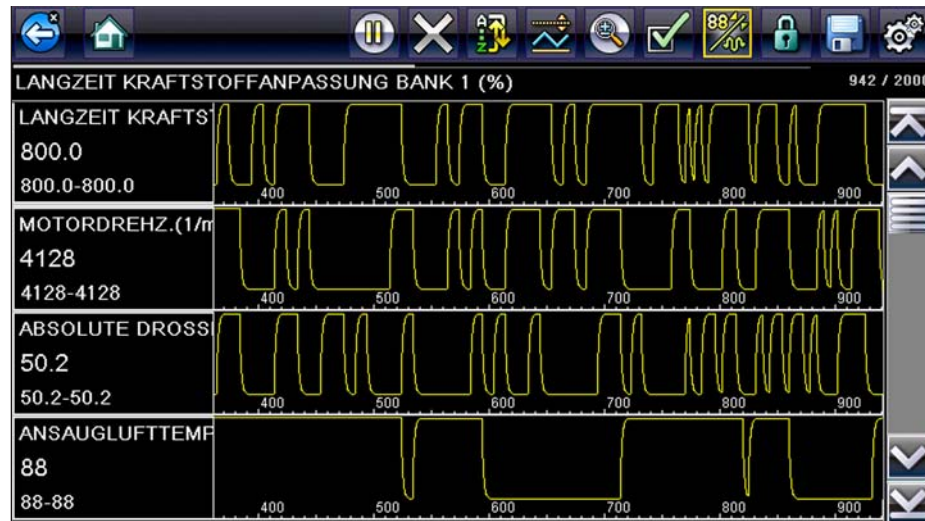 A
Z
88
LANGZEIT KRAFTSTOFFANPASSUNG BANK 1 (%)
942 / 2000
LANGZEIT KRAFTS
800.0
800.0-800.0
400 500 600 700 800 900
MOTORDREHZ.(1/m
4128
4128-4128
400 500 600 700 800 900
ABSOLUTE DROSS
50.2
50.2-50.2
400 500 600 700 800 900
ANSAUGLUFTTEMP
88
88-88
400 500 600 700 800 900